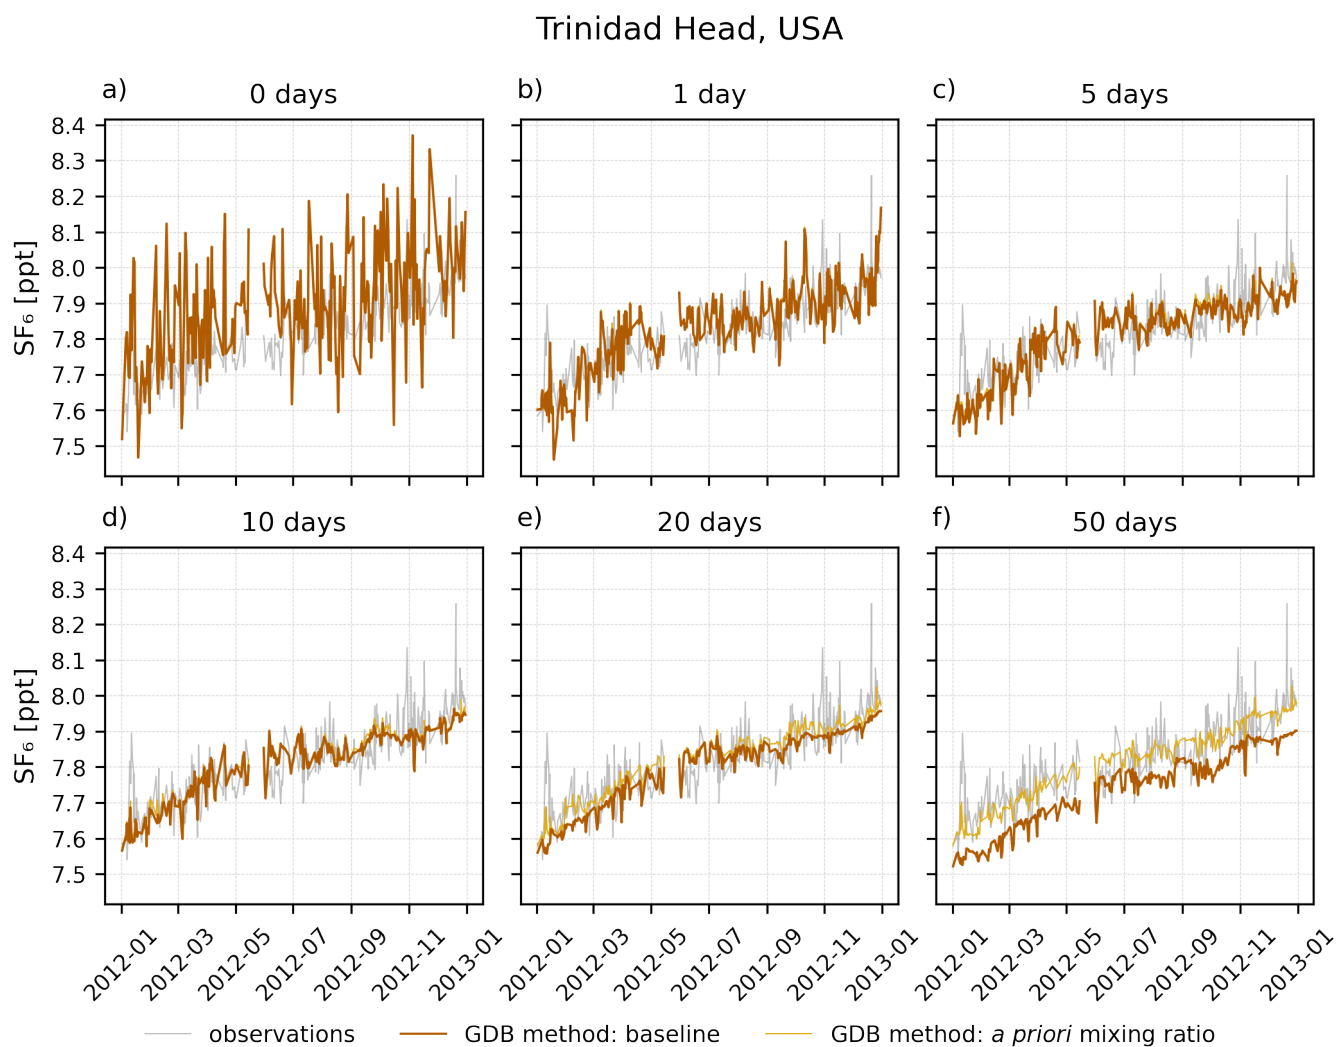 Trinidad Head, USA
a) 0 days b) 1 day c) 5 days
8.4
8.3
8.2
8.1
8.0
7.9
7.8
7.7
7.6
7.5
SF₆ [ppt]
d) 10 days e) 20 days f) 50 days
8.4
8.3
8.2
8.1
8.0
7.9
7.8
7.7
7.6
7.5
SF₆ [ppt]
2012-01 2012-03 2012-05 2012-07 2012-09 2012-11 2013-01 2012-01 2012-03 2012-05 2012-07 2012-09 2012-11 2013-01 2012-01 2012-03 2012-05 2012-07 2012-09 2012-11 2013-01
observations GDB method: baseline GDB method: a priori mixing ratio